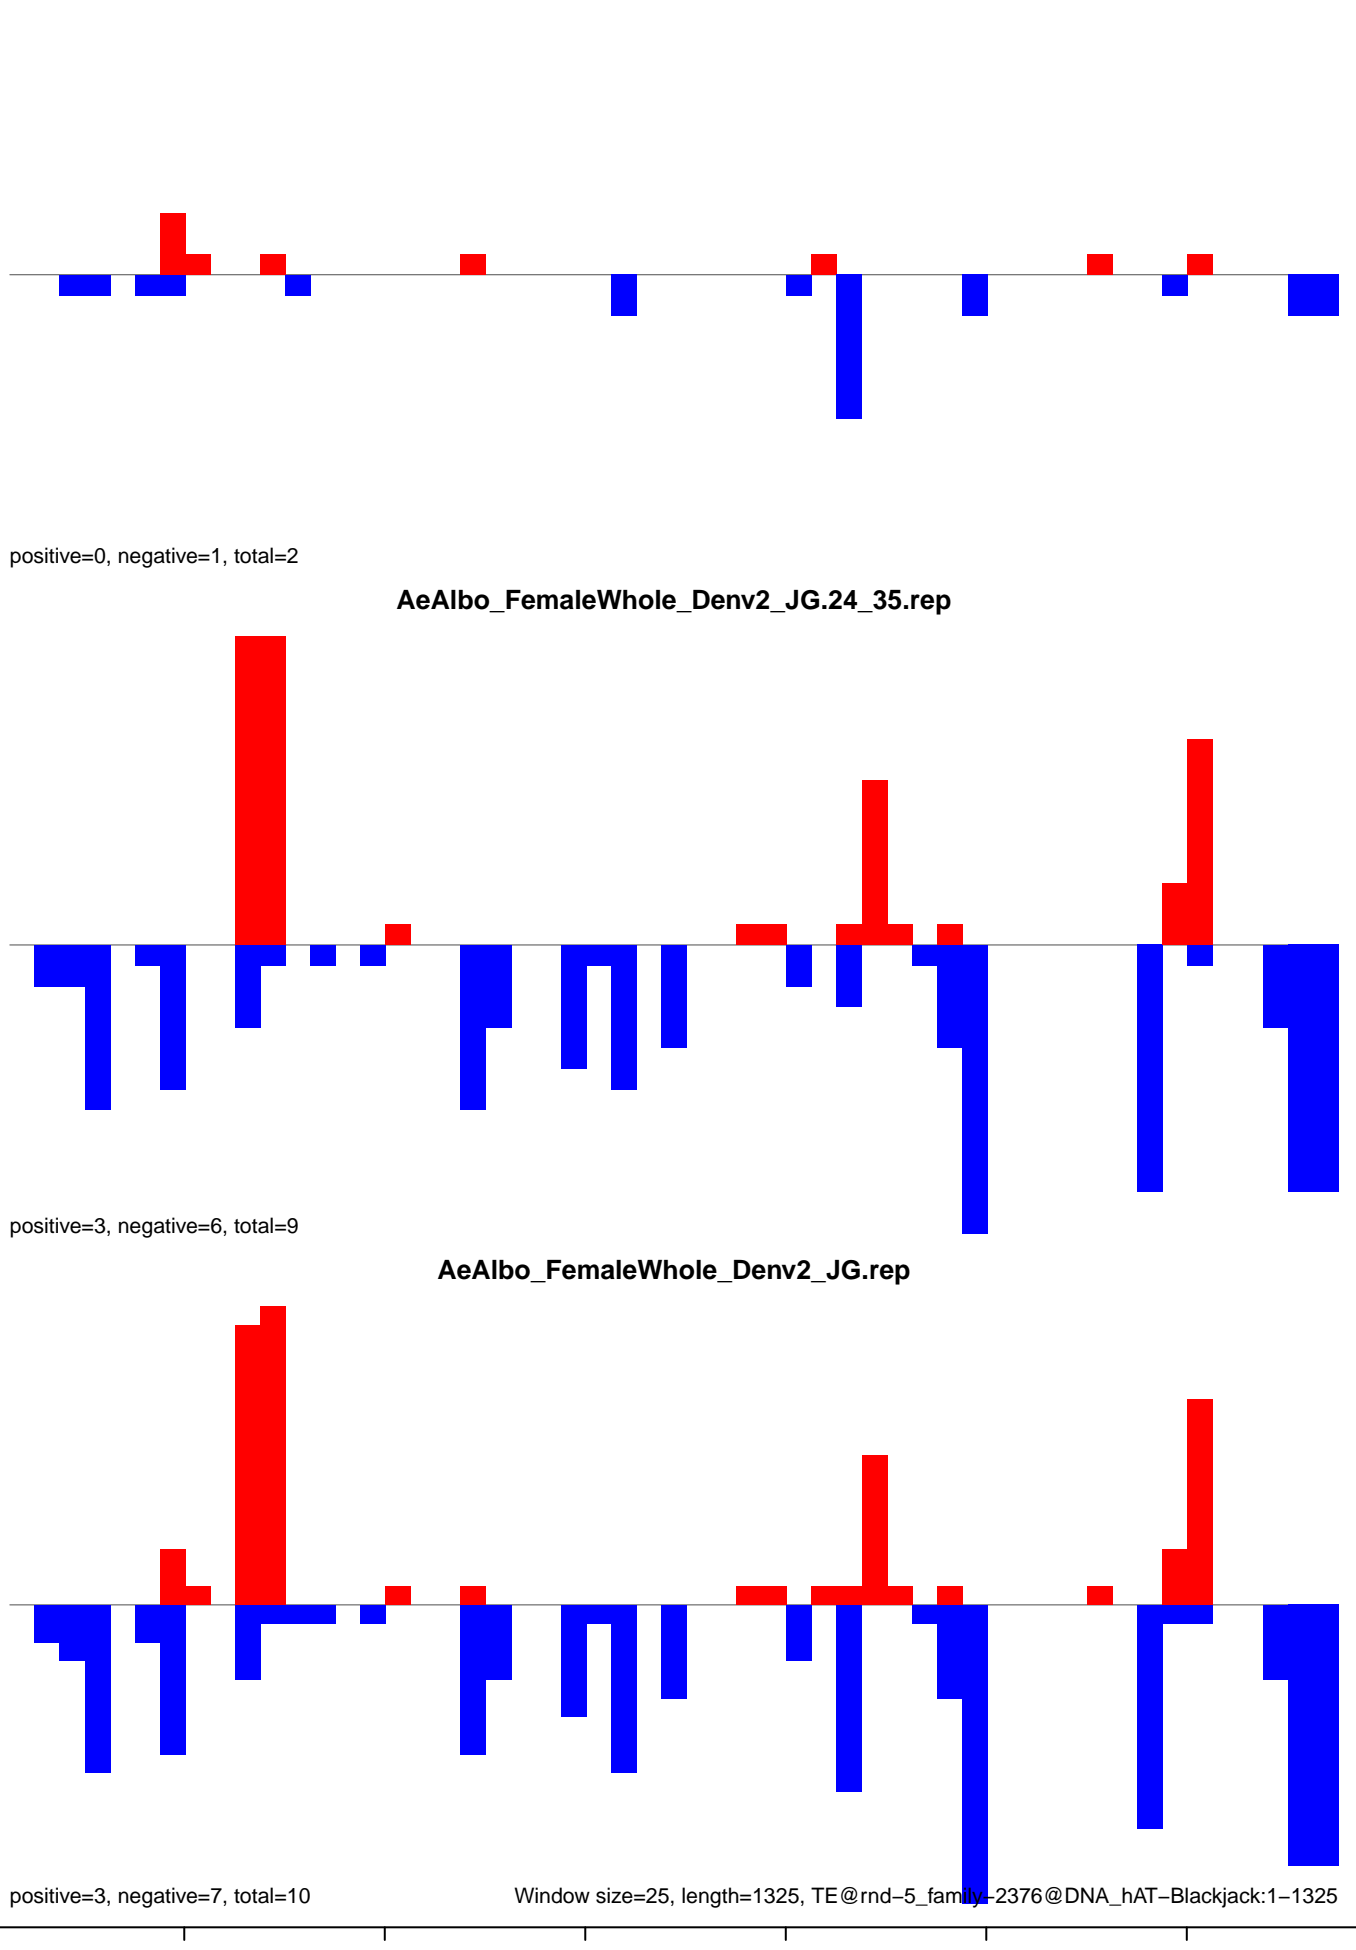 positive=0, negative=1, total=2
AeAlbo_FemaleWhole_Denv2_JG.24_35.rep
positive=3, negative=6, total=9
AeAlbo_FemaleWhole_Denv2_JG.rep
positive=3, negative=7, total=10 Window size=25, length=1325, TE@rnd−5_family−2376@DNA_hAT−Blackjack:1−1325